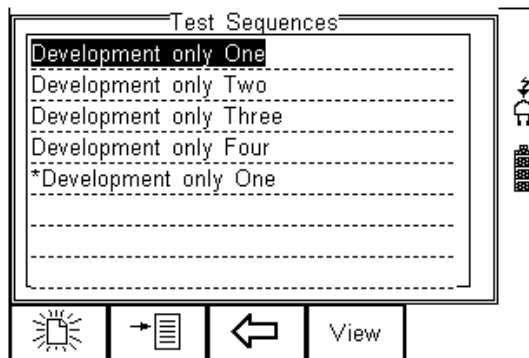 Test Sequences
Development only One
Development only Two
Development only Three
Development only Four
*Development only One
View